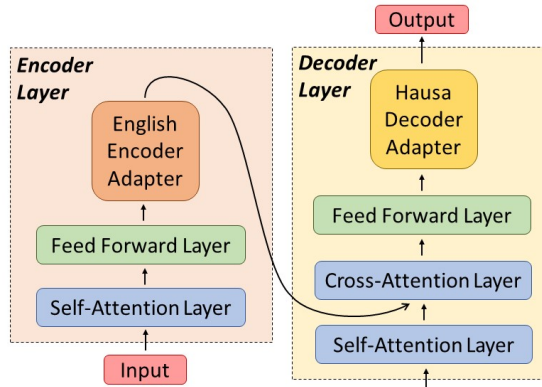 Encoder
Layer
English
Encoder
Adapter
Feed Forward Layer
Self-Attention Layer
Input
Output
Decoder
Layer
Hausa
Decoder
Adapter
Feed Forward Layer
Cross-Attention Layer
Self-Attention Layer